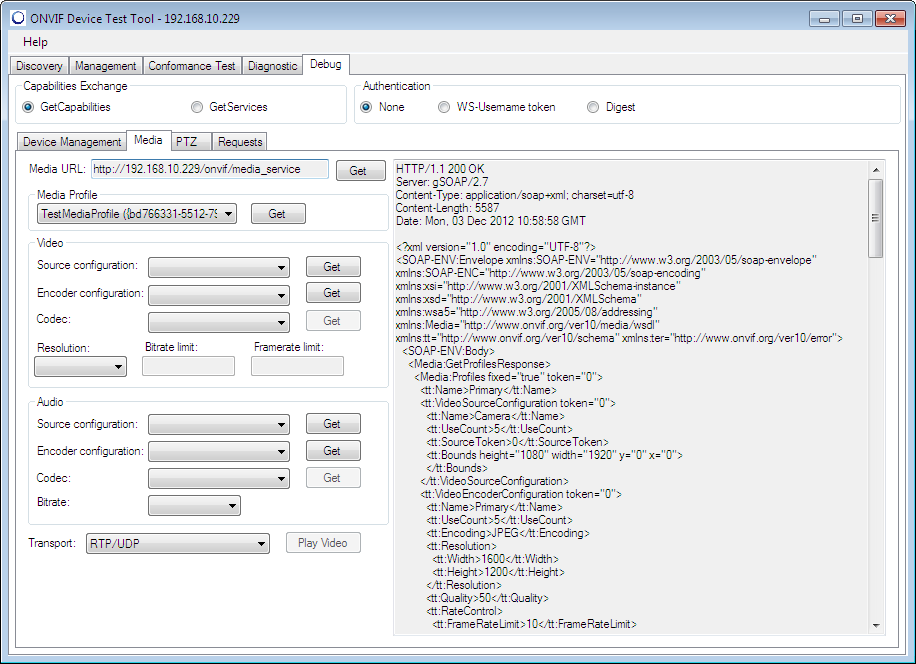 ONVIF Device Test Tool - 192.168.10.229
Help
Discovery Management Conformance Test Diagnostic Debug
Capabilities Exchange
GetCapabilities GetServices
Authentication
None WS-Username token Digest
Device Management Media PTZ Requests
Media URL: http://192.168.10.229/onvif/media_service Get
Media Profile
TestMediaProfile ({bd766331-5512-75 Get
Video
Source configuration: Get
Encoder configuration: Get
Codec: Get
Resolution: Bitrate limit: Framerate limit:
Audio
Source configuration: Get
Encoder configuration: Get
Codec: Get
Bitrate:
Transport: RTP/UDP Play Video
HTTP/1.1 200 OK
Server: gSOAP/2.7
Content-Type: application/soap+xml; charset=utf-8
Content-Length: 5587
Date: Mon, 03 Dec 2012 10:58:58 GMT
<?xml version="1.0" encoding="UTF-8"?>
<SOAP-ENV:Envelope xmlns:SOAP-ENV="http://www.w3.org/2003/05/soap-envelope"
xmlns:SOAP-ENC="http://www.w3.org/2003/05/soap-encoding"
xmlns:xsi="http://www.w3.org/2001/XMLSchema-instance"
xmlns:xsd="http://www.w3.org/2001/XMLSchema"
xmlns:wsa5="http://www.w3.org/2005/08/addressing"
xmlns:Media="http://www.onvif.org/ver10/media/wsdl"
xmlns:tt="http://www.onvif.org/ver10/schema" xmlns:ter="http://www.onvif.org/ver10/error">
<SOAP-ENV:Body>
<Media:GetProfilesResponse>
<Media:Profiles fixed="true" token="0">
<tt:Name>Primary</tt:Name>
<tt:VideoSourceConfiguration token="0">
<tt:Name>Camera</tt:Name>
<tt:UseCount>5</tt:UseCount>
<tt:SourceToken>0</tt:SourceToken>
<tt:Bounds height="1080" width="1920" y="0" x="0">
</tt:Bounds>
</tt:VideoSourceConfiguration>
<tt:VideoEncoderConfiguration token="0">
<tt:Name>Primary</tt:Name>
<tt:UseCount>5</tt:UseCount>
<tt:Encoding>JPEG</tt:Encoding>
<tt:Resolution>
<tt:Width>1600</tt:Width>
<tt:Height>1200</tt:Height>
</tt:Resolution>
<tt:Quality>50</tt:Quality>
<tt:RateControl>
<tt:FrameRateLimit>10</tt:FrameRateLimit>